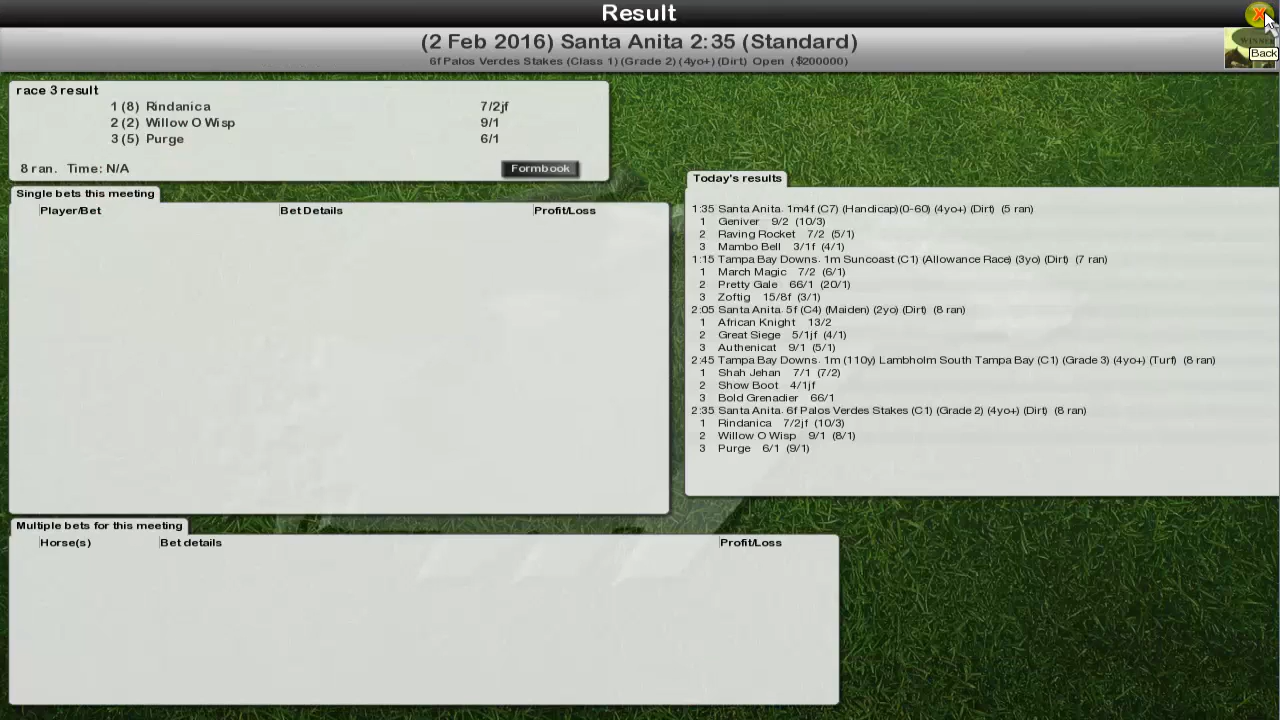 Result
(2 Feb 2016) Santa Anita 2:35 (Standard)
6f Palos Verdes Stakes (Class 1) (Grade 2) (4yo+) (Dirt) Open ($200000)
WINNER
Back
race 3 result
1 (8) Rindanica 7/2jf
2 (2) Willow O Wisp 9/1
3 (5) Purge 6/1
8 ran. Time: N/A
Formbook
Single bets this meeting
Player/Bet Bet Details Profit/Loss
Today's results
1:35 Santa Anita. 1m4f (C7) (Handicap)(0-60) (4yo+) (Dirt) (5 ran)
1 Geniver 9/2 (10/3)
2 Raving Rocket 7/2 (5/1)
3 Mambo Bell 3/1f (4/1)
1:15 Tampa Bay Downs. 1m Suncoast (C1) (Allowance Race) (3yo) (Dirt) (7 ran)
1 March Magic 7/2 (6/1)
2 Pretty Gale 66/1 (20/1)
3 Zoftig 15/8f (3/1)
2:05 Santa Anita. 5f (C4) (Maiden) (2yo) (Dirt) (8 ran)
1 African Knight 13/2
2 Great Siege 5/1jf (4/1)
3 Authenicat 9/1 (5/1)
2:45 Tampa Bay Downs. 1m (110y) Lambholm South Tampa Bay (C1) (Grade 3) (4yo+) (Turf) (8 ran)
1 Shah Jehan 7/1 (7/2)
2 Show Boot 4/1jf
3 Bold Grenadier 66/1
2:35 Santa Anita. 6f Palos Verdes Stakes (C1) (Grade 2) (4yo+) (Dirt) (8 ran)
1 Rindanica 7/2jf (10/3)
2 Willow O Wisp 9/1 (8/1)
3 Purge 6/1 (9/1)
Multiple bets for this meeting
Horse(s) Bet details Profit/Loss